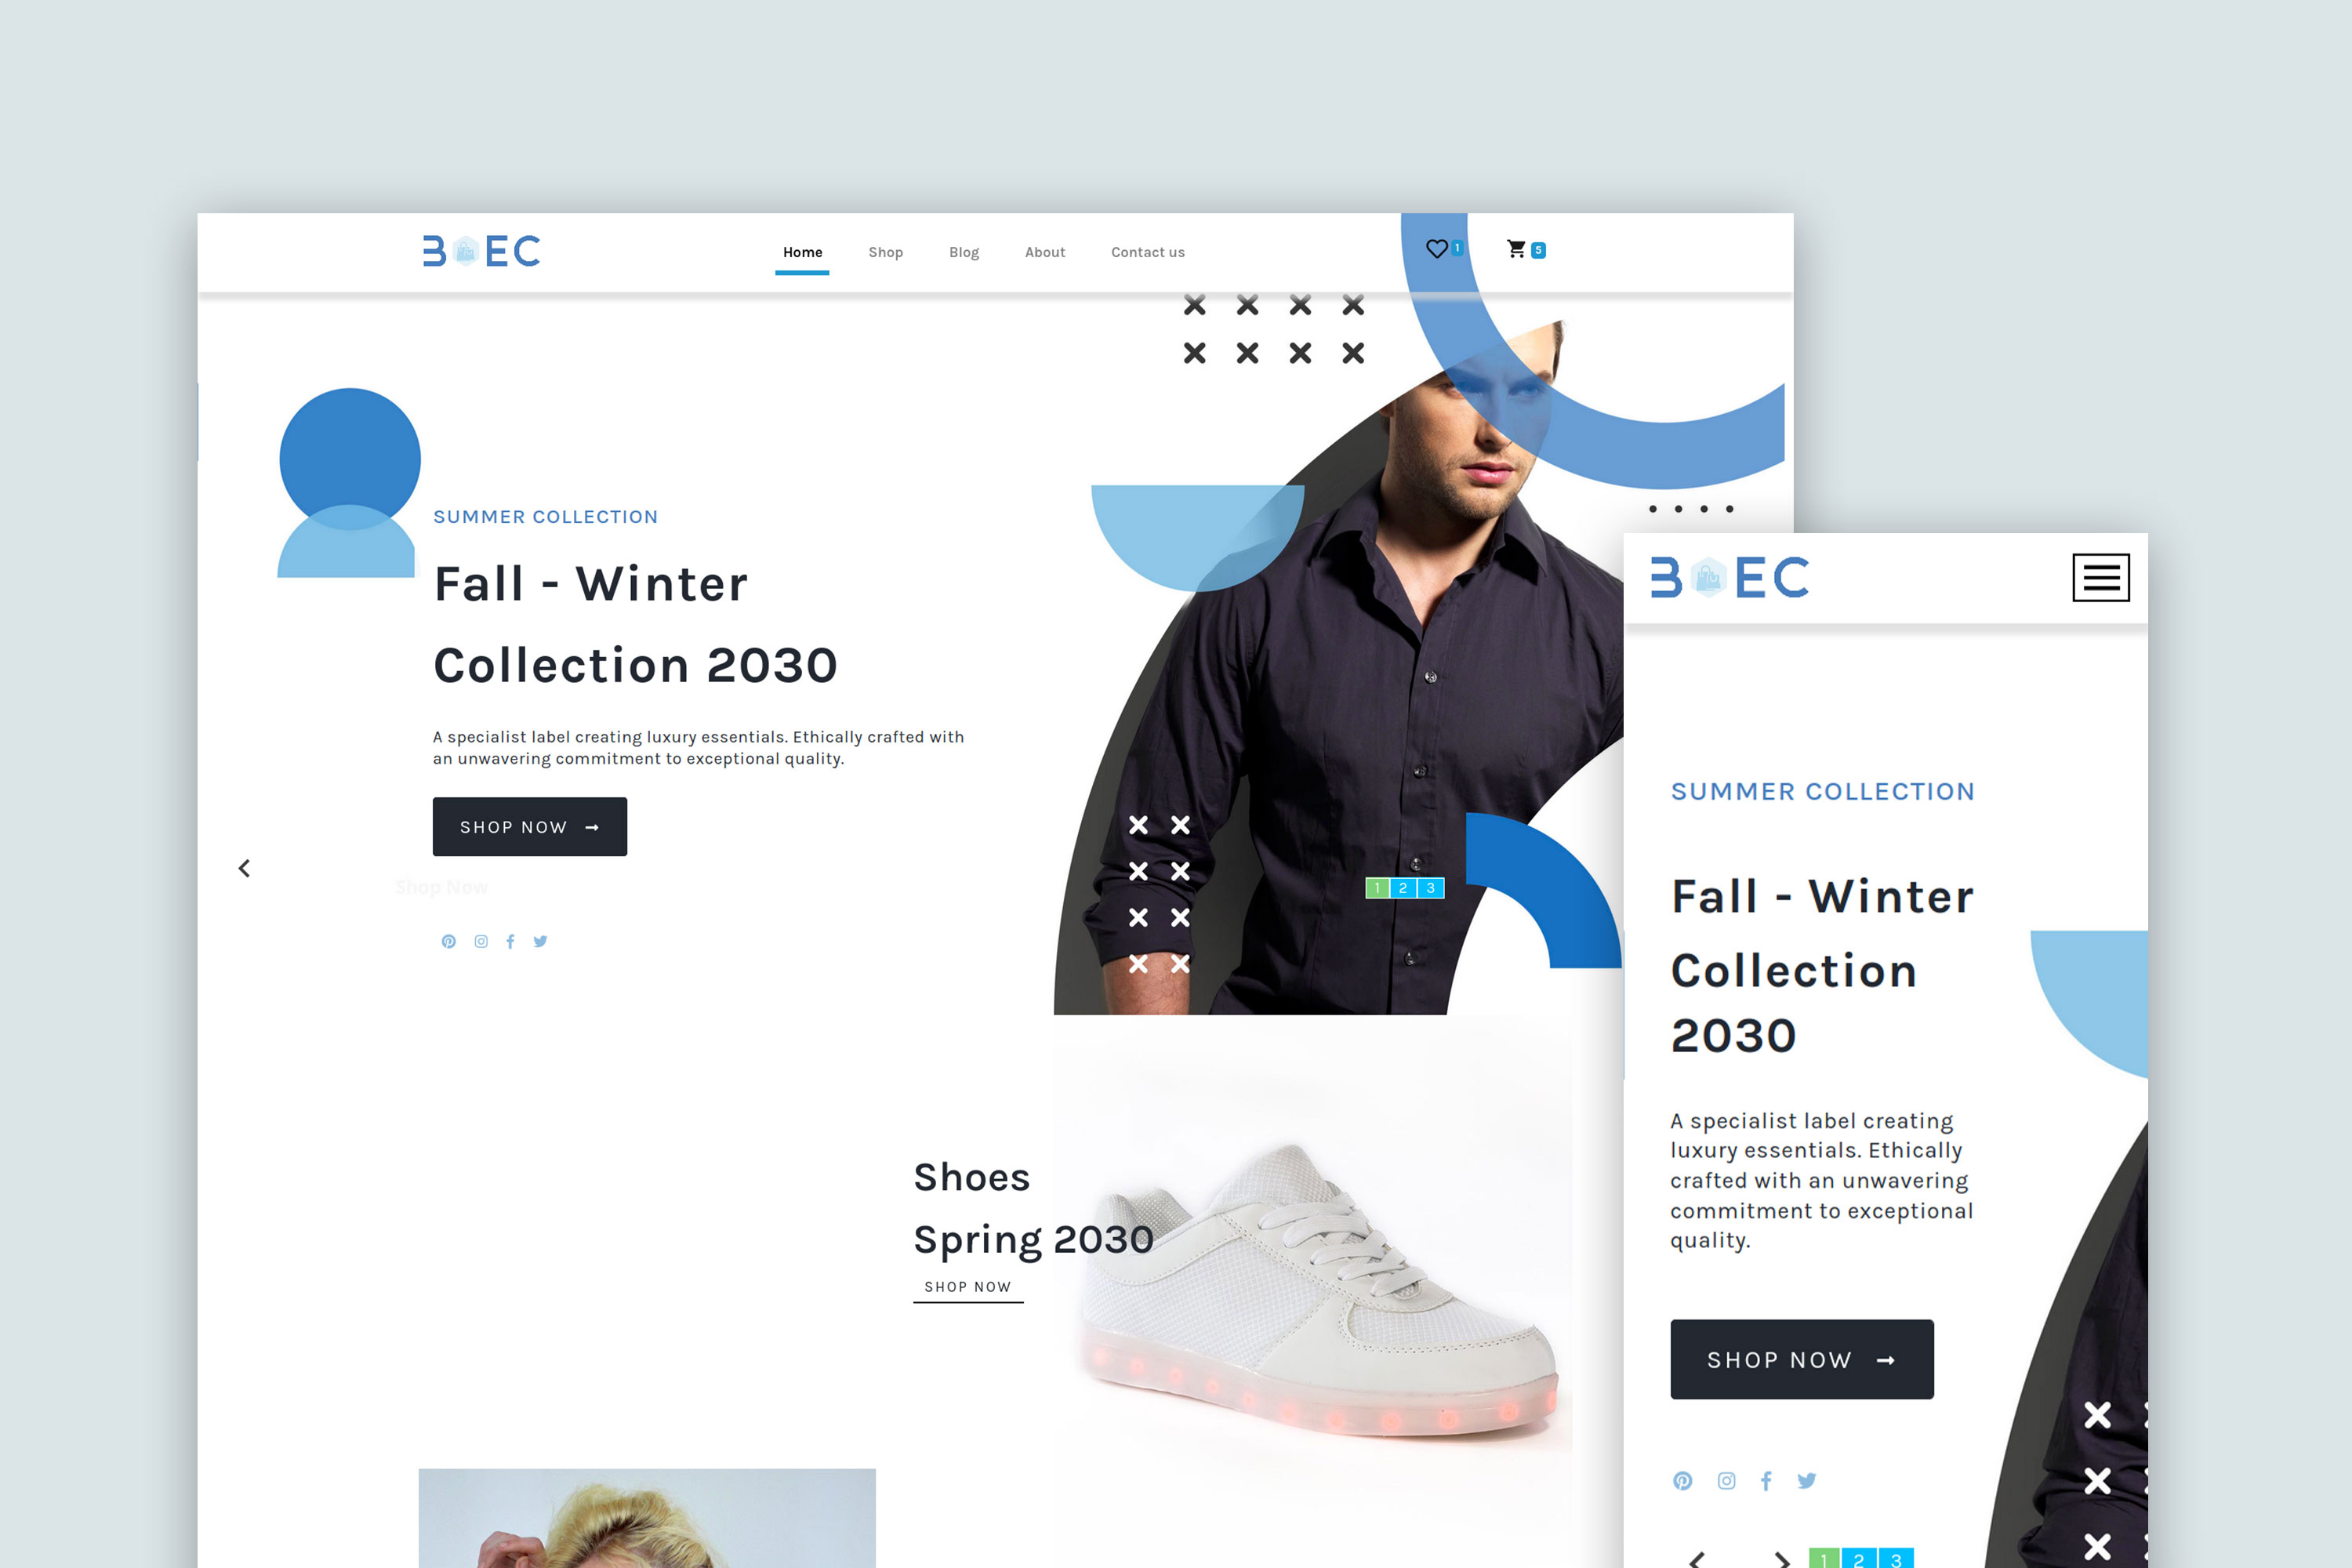 B EC
Home Shop Blog About Contact us
1 5
SUMMER COLLECTION
Fall - Winter
Collection 2030
A specialist label creating luxury essentials. Ethically crafted with
an unwavering commitment to exceptional quality.
SHOP NOW
Shop Now
1 2 3
Shoes
Spring 2030
SHOP NOW
B EC
SUMMER COLLECTION
Fall - Winter
Collection
2030
A specialist label creating
luxury essentials. Ethically
crafted with an unwavering
commitment to exceptional
quality.
SHOP NOW
1 2 3